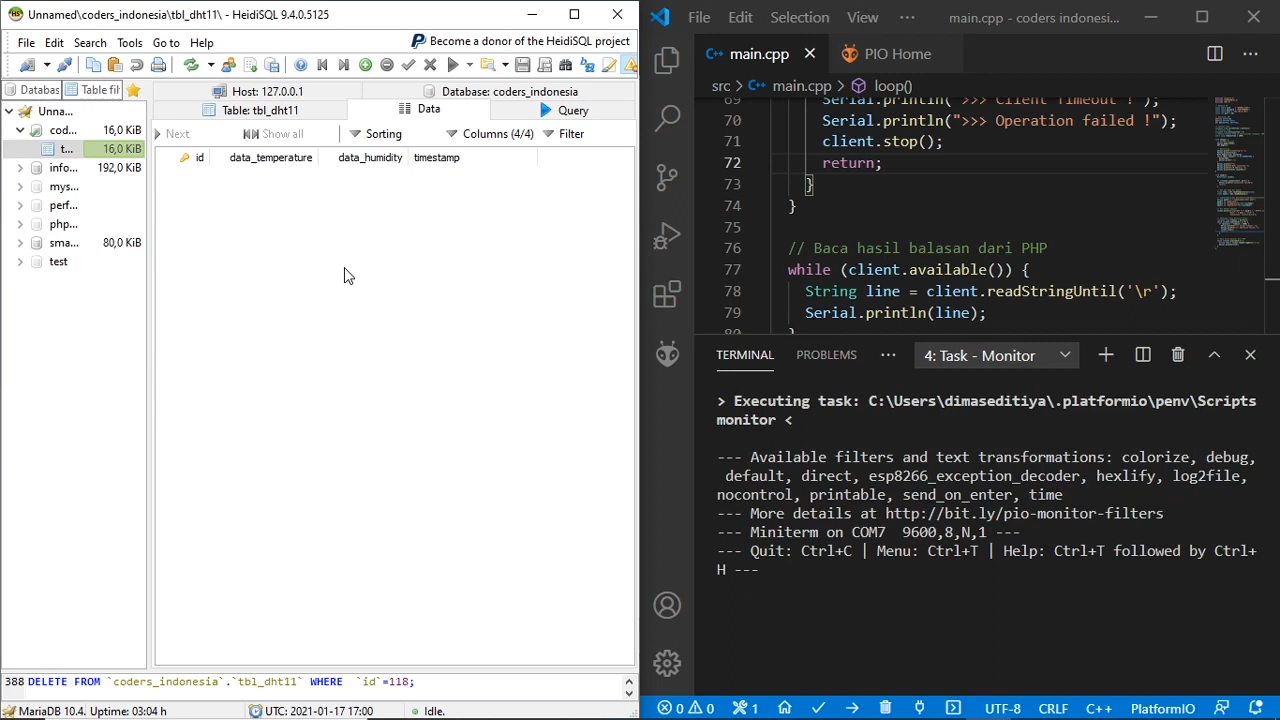 Unnamed\coders_indonesia\tbl_dht11\ - HeidiSQL 9.4.0.5125
File Edit Search Tools Go to Help
Become a donor of the HeidiSQL project
Databas Table fil
Host: 127.0.0.1 Database: coders_indonesia
Table: tbl_dht11 Data Query
Next Show all Sorting Columns (4/4) Filter
id data_temperature data_humidity timestamp
Unna...
cod... 16,0 KiB
t... 16,0 KiB
info... 192,0 KiB
mys...
perf...
php...
sma... 80,0 KiB
test
388 DELETE FROM `coders_indonesia`.`tbl_dht11` WHERE `id`=118;
MariaDB 10.4. Uptime: 03:04 h UTC: 2021-01-17 17:00 Idle.
File Edit Selection View ··· main.cpp - coders indonesi...
main.cpp PIO Home
src > main.cpp > loop()
69 Serial.println(">>> Client Timeout !");
70 Serial.println(">>> Operation failed !");
71 client.stop();
72 return;
73 }
74 }
75
76 // Baca hasil balasan dari PHP
77 while (client.available()) {
78 String line = client.readStringUntil('\r');
79 Serial.println(line);
80 }
TERMINAL PROBLEMS ··· 4: Task - Monitor
> Executing task: C:\Users\dimaseditiya\.platformio\penv\Scripts
monitor <
--- Available filters and text transformations: colorize, debug,
default, direct, esp8266_exception_decoder, hexlify, log2file,
nocontrol, printable, send_on_enter, time
--- More details at http://bit.ly/pio-monitor-filters
--- Miniterm on COM7 9600,8,N,1 ---
--- Quit: Ctrl+C | Menu: Ctrl+T | Help: Ctrl+T followed by Ctrl+
H ---
0 0 1 UTF-8 CRLF C++ PlatformIO